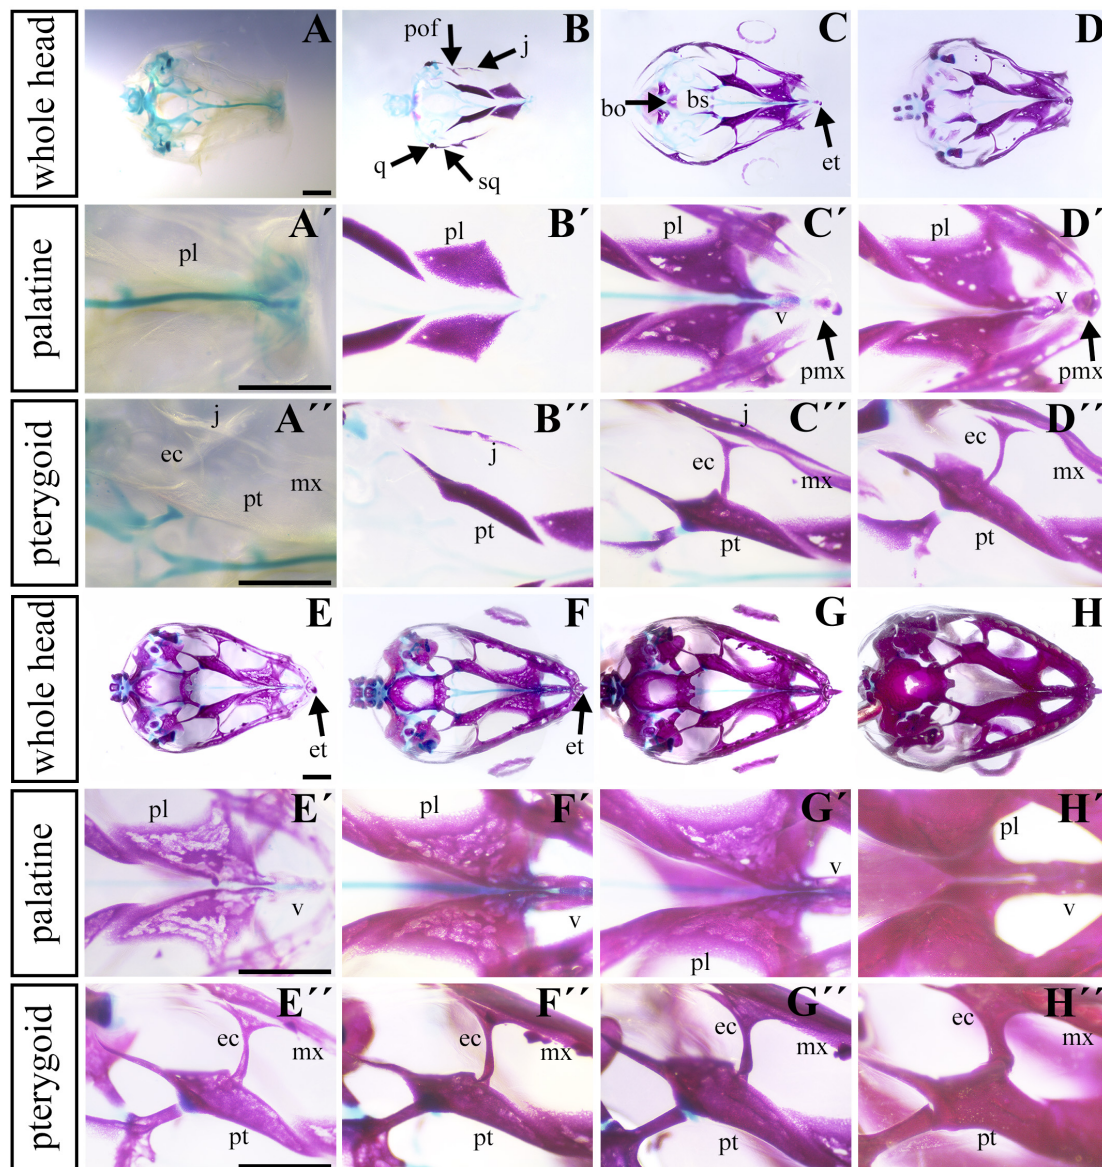 whole head
A
B
pof
j
q
sq
C
bo
bs
et
D
palatine
A´
pl
B´
pl
C´
pl
v
pmx
D´
pl
v
pmx
pterygoid
A´´
j
ec
pt
mx
B´´
j
pt
C´´
j
ec
mx
pt
D´´
ec
mx
pt
whole head
E
et
F
et
G
H
palatine
E´
pl
v
F´
pl
v
G´
v
pl
H´
pl
v
pterygoid
E´´
ec
mx
pt
F´´
ec
mx
G´´
ec
mx
pt
H´´
ec
mx
pt